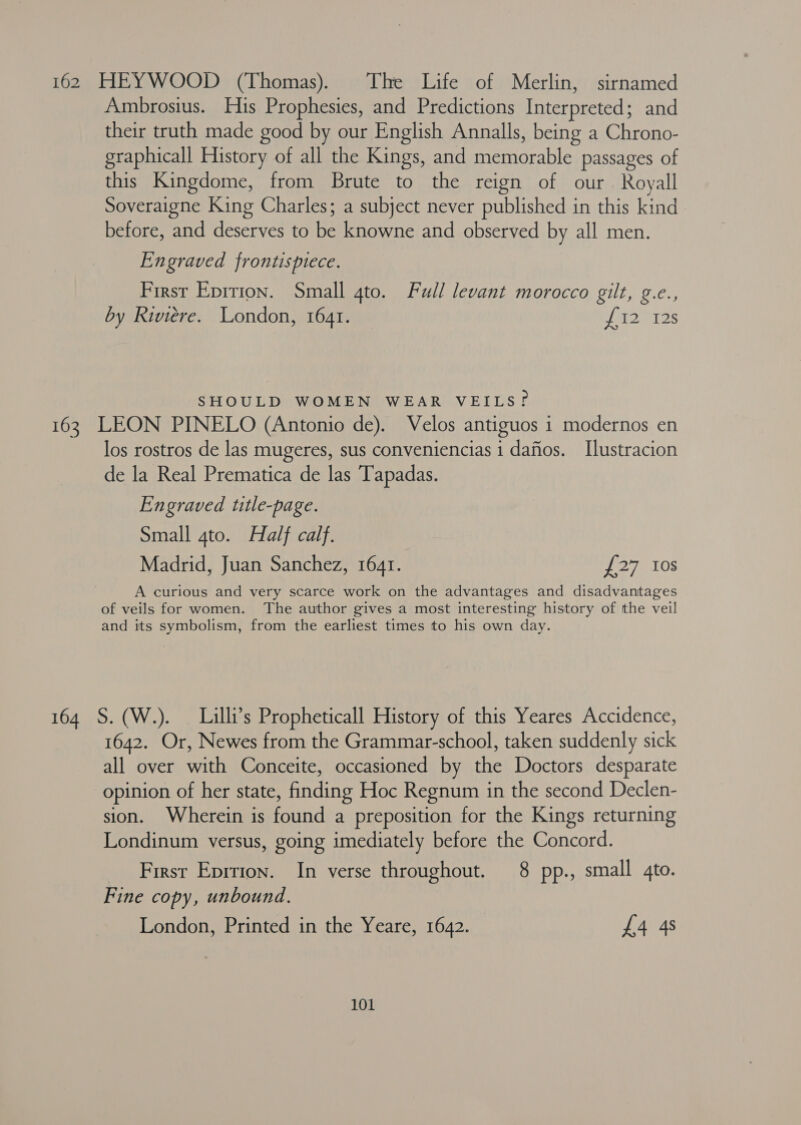 162 HEYWOOD (Thomas). The Life of Merlin, sirnamed
Ambrosius. His Prophesies, and Predictions Interpreted; and
their truth made good by our English Annalls, being a Chrono-
graphicall History of all the Kings, and memorable passages of
this Kingdome, from Brute to the reign of our Royall
Soveraigne King Charles; a subject never published in this kind
before, and deserves to be knowne and observed by all men.
Engraved frontispiece.
First Edition. Small 4to. Full levant morocco gilt, g.e.,
by Rivière. London, 1641. £12 12s
SHOULD WOMEN WEAR VEILS?
163 LEON PINELO (Antonio de). Velos antiguos i modernos en
los rostros de las mugeres, sus conveniencias i daños. Ilustracion
de la Real Prematica de las Tapadas.
Engraved title-page.
Small 4to. Half calf.
Madrid, Juan Sanchez, 1641. £27 10s
A curious and very scarce work on the advantages and disadvantages
of veils for women. The author gives a most interesting history of the veil
and its symbolism, from the earliest times to his own day.
164 S. (W.). Lilli's Propheticall History of this Yeares Accidence,
1642. Or, Newes from the Grammar-school, taken suddenly sick
all over with Conceite, occasioned by the Doctors desparate
opinion of her state, finding Hoc Regnum in the second Declen-
sion. Wherein is found a preposition for the Kings returning
Londinum versus, going imediately before the Concord.
First Edition. In verse throughout. 8 pp., small 4to.
Fine copy, unbound.
London, Printed in the Yeare, 1642. £4 4s
101